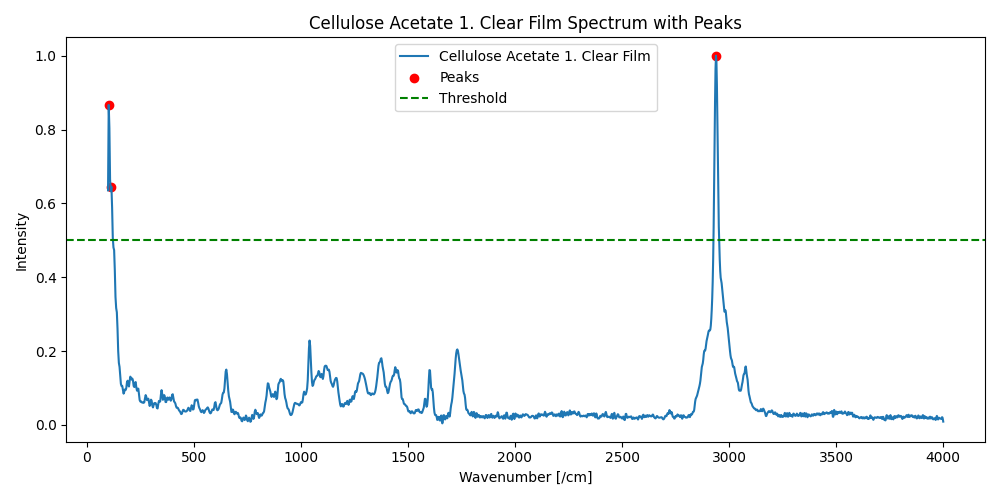 Cellulose Acetate 1. Clear Film Spectrum with Peaks
Cellulose Acetate 1. Clear Film
Peaks
Threshold
Intensity
1.0
0.8
0.6
0.4
0.2
0.0
0 500 1000 1500 2000 2500 3000 3500 4000
Wavenumber [/cm]